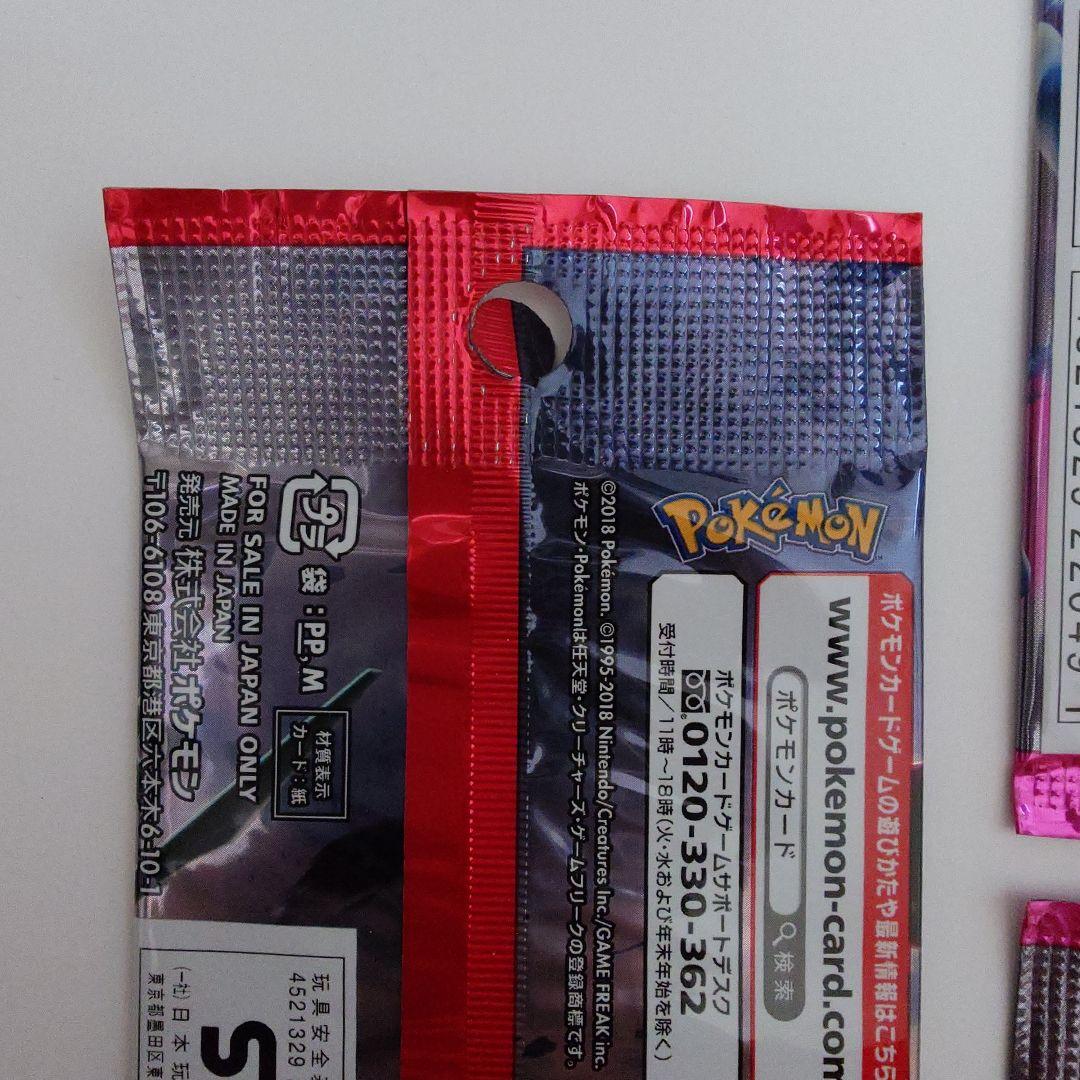 POKéMON
ポケモンカードゲームの遊びかたや最新情報はこちら
www.pokemon-card.com
ポケモンカード 検索
ポケモンカードゲームサポートデスク
0120-330-362
受付時間/11時~18時(火・水および年末年始を除く)
©2018 Pokémon. ©1995-2018 Nintendo/Creatures Inc./GAME FREAK inc.
ポケモン・Pokémonは任天堂・クリーチャーズ・ゲームフリークの登録商標です。
プラ
袋:PP,M
材質表示
カード:紙
FOR SALE IN JAPAN ONLY
MADE IN JAPAN
発売元 株式会社ポケモン
〒106-6108 東京都港区六本木6-10-1
玩具安全
4521329
S
(一社)日本玩
東京都墨田区東